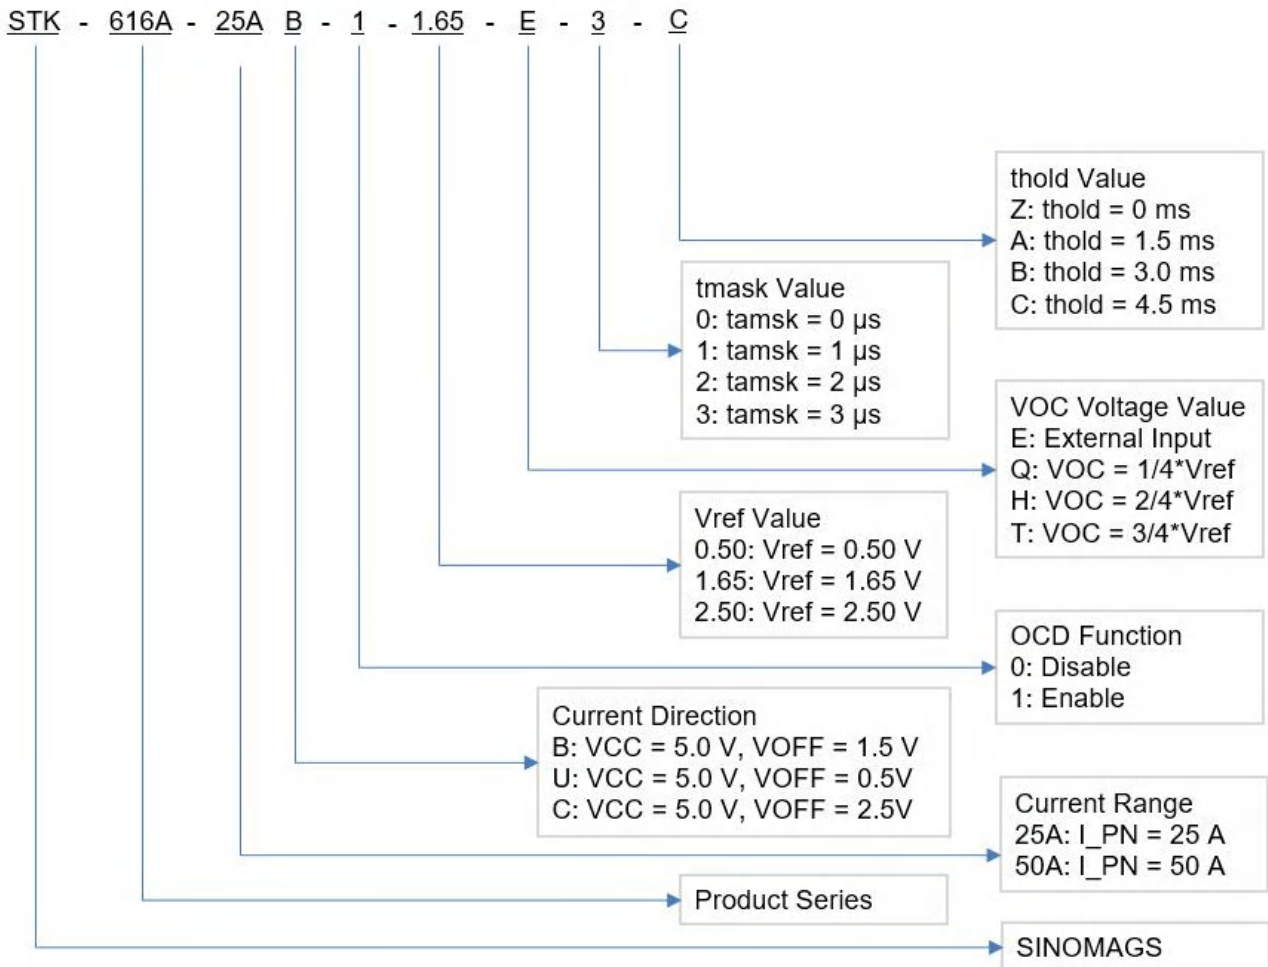 STK - 616A - 25A B - 1 - 1.65 - E - 3 - C
thold Value
Z: thold = 0 ms
A: thold = 1.5 ms
B: thold = 3.0 ms
C: thold = 4.5 ms
tmask Value
0: tamsk = 0 µs
1: tamsk = 1 µs
2: tamsk = 2 µs
3: tamsk = 3 µs
VOC Voltage Value
E: External Input
Q: VOC = 1/4*Vref
H: VOC = 2/4*Vref
T: VOC = 3/4*Vref
Vref Value
0.50: Vref = 0.50 V
1.65: Vref = 1.65 V
2.50: Vref = 2.50 V
OCD Function
0: Disable
1: Enable
Current Direction
B: VCC = 5.0 V, VOFF = 1.5 V
U: VCC = 5.0 V, VOFF = 0.5V
C: VCC = 5.0 V, VOFF = 2.5V
Current Range
25A: I_PN = 25 A
50A: I_PN = 50 A
Product Series
SINOMAGS